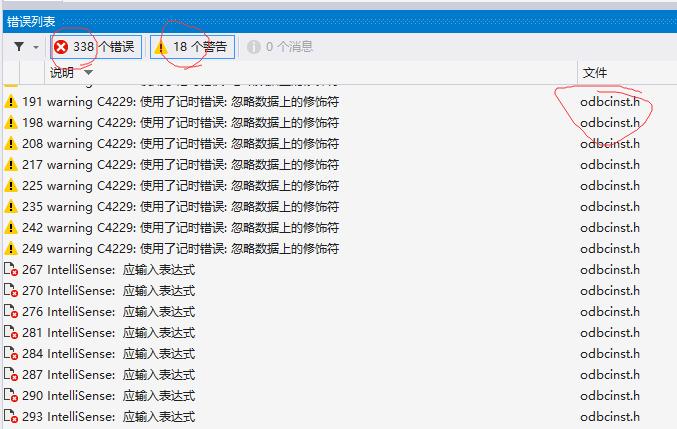 错误列表
338 个错误 18 个警告 0 个消息
说明 文件
191 warning C4229: 使用了记时错误: 忽略数据上的修饰符 odbcinst.h
198 warning C4229: 使用了记时错误: 忽略数据上的修饰符 odbcinst.h
208 warning C4229: 使用了记时错误: 忽略数据上的修饰符 odbcinst.h
217 warning C4229: 使用了记时错误: 忽略数据上的修饰符 odbcinst.h
225 warning C4229: 使用了记时错误: 忽略数据上的修饰符 odbcinst.h
235 warning C4229: 使用了记时错误: 忽略数据上的修饰符 odbcinst.h
242 warning C4229: 使用了记时错误: 忽略数据上的修饰符 odbcinst.h
249 warning C4229: 使用了记时错误: 忽略数据上的修饰符 odbcinst.h
267 IntelliSense: 应输入表达式 odbcinst.h
270 IntelliSense: 应输入表达式 odbcinst.h
276 IntelliSense: 应输入表达式 odbcinst.h
281 IntelliSense: 应输入表达式 odbcinst.h
284 IntelliSense: 应输入表达式 odbcinst.h
287 IntelliSense: 应输入表达式 odbcinst.h
290 IntelliSense: 应输入表达式 odbcinst.h
293 IntelliSense: 应输入表达式 odbcinst.h